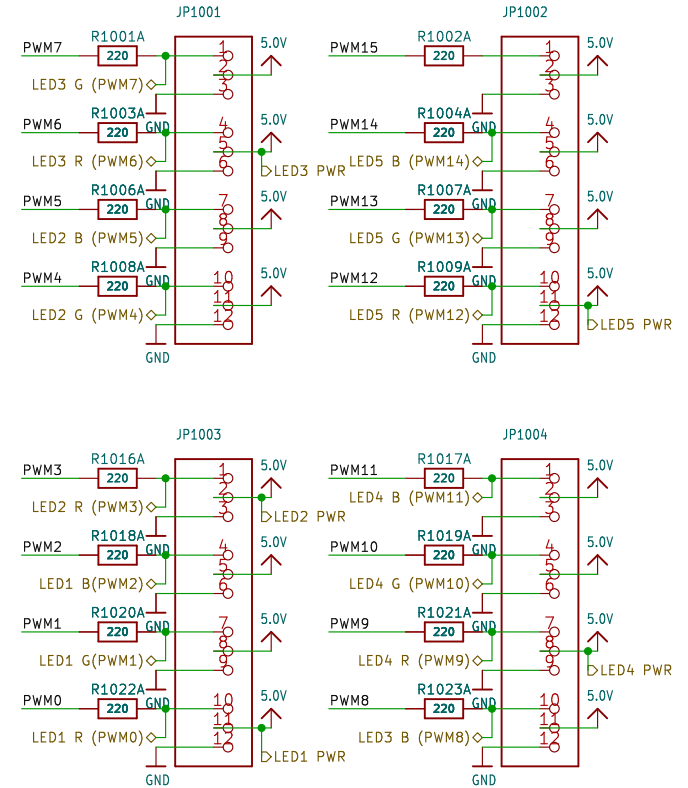 JP1001
PWM7
R1001A
220
1
5.0V
2
LED3 G (PWM7)
3
GND
PWM6
R1003A
220
4
5.0V
5
LED3 R (PWM6)
6
LED3 PWR
GND
PWM5
R1006A
220
7
5.0V
8
LED2 B (PWM5)
9
GND
PWM4
R1008A
220
10
5.0V
11
LED2 G (PWM4)
12
GND
JP1002
PWM15
R1002A
220
1
5.0V
2
3
GND
PWM14
R1004A
220
4
5.0V
5
LED5 B (PWM14)
6
GND
PWM13
R1007A
220
7
5.0V
8
LED5 G (PWM13)
9
GND
PWM12
R1009A
220
10
5.0V
11
LED5 R (PWM12)
12
LED5 PWR
GND
JP1003
PWM3
R1016A
220
1
5.0V
2
LED2 R (PWM3)
3
LED2 PWR
GND
PWM2
R1018A
220
4
5.0V
5
LED1 B(PWM2)
6
GND
PWM1
R1020A
220
7
5.0V
8
LED1 G(PWM1)
9
GND
PWM0
R1022A
220
10
5.0V
11
LED1 R (PWM0)
12
LED1 PWR
GND
JP1004
PWM11
R1017A
220
1
5.0V
2
LED4 B (PWM11)
3
GND
PWM10
R1019A
220
4
5.0V
5
LED4 G (PWM10)
6
GND
PWM9
R1021A
220
7
5.0V
8
LED4 R (PWM9)
9
LED4 PWR
GND
PWM8
R1023A
220
10
5.0V
11
LED3 B (PWM8)
12
GND